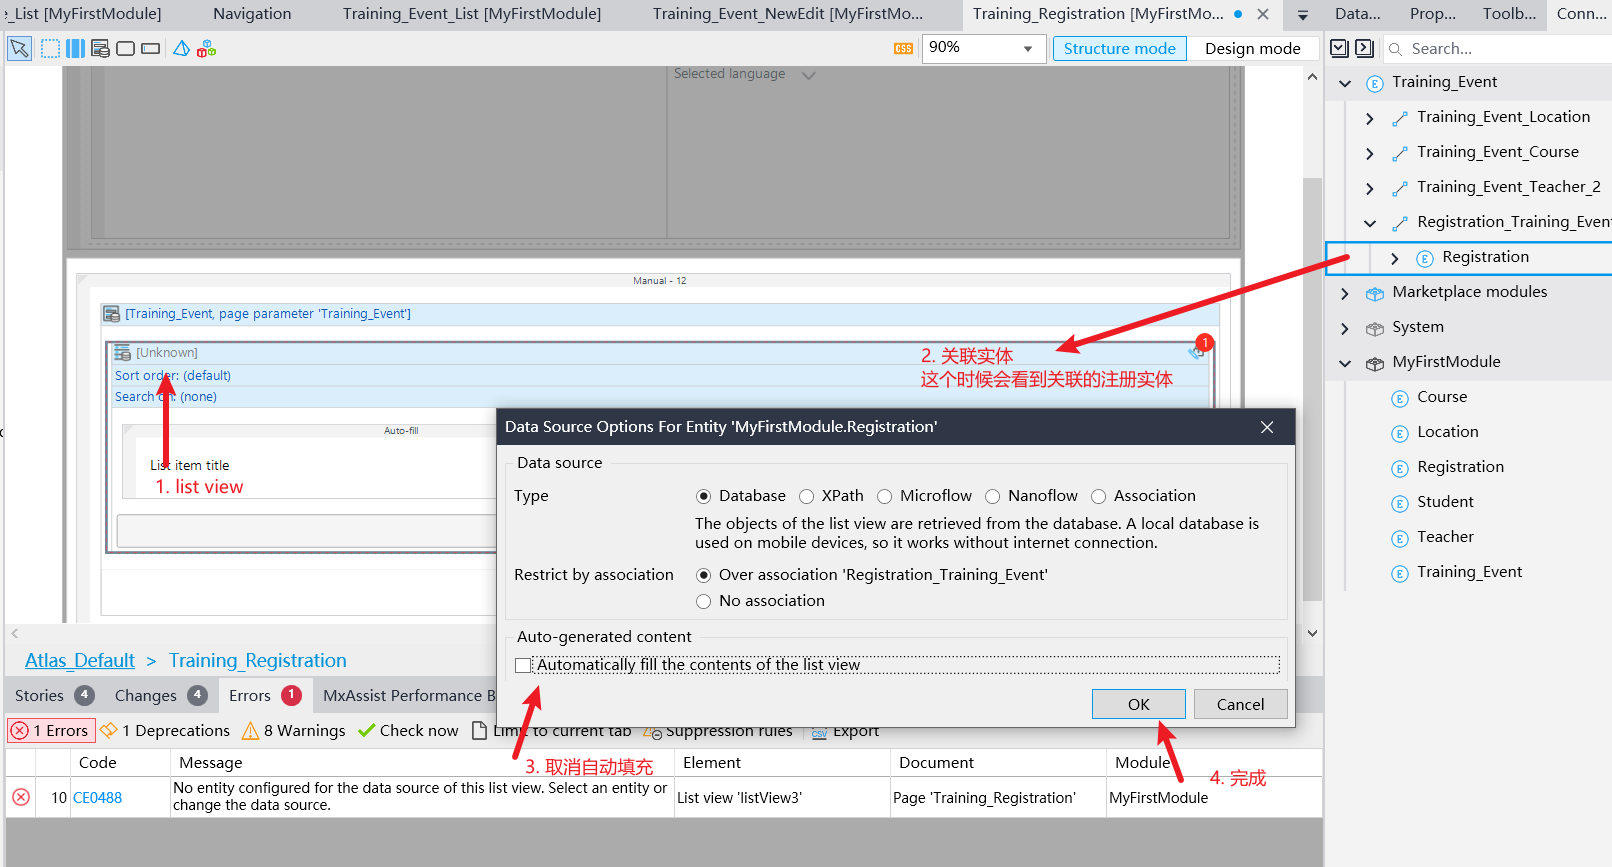 e_List [MyFirstModule]
Navigation
Training_Event_List [MyFirstModule]
Training_Event_NewEdit [MyFirstMo...
Training_Registration [MyFirstMo...
Data...
Prop...
Toolb...
Conn...
CSS
90%
Structure mode
Design mode
Search...
Selected language
Training_Event
Training_Event_Location
Training_Event_Course
Training_Event_Teacher_2
Registration_Training_Event
Registration
Marketplace modules
System
MyFirstModule
Course
Location
Registration
Student
Teacher
Training_Event
Manual - 12
[Training_Event, page parameter 'Training_Event']
[Unknown]
1
Sort order: (default)
Search on: (none)
2. 关联实体
这个时候会看到关联的注册实体
Auto-fill
List item title
1. list view
Data Source Options For Entity 'MyFirstModule.Registration'
Data source
Type
Database
XPath
Microflow
Nanoflow
Association
The objects of the list view are retrieved from the database. A local database is
used on mobile devices, so it works without internet connection.
Restrict by association
Over association 'Registration_Training_Event'
No association
Auto-generated content
Automatically fill the contents of the list view
OK
Cancel
Atlas_Default > Training_Registration
Stories 4
Changes 4
Errors 1
MxAssist Performance B
1 Errors
1 Deprecations
8 Warnings
Check now
Limit to current tab
Suppression rules
Export
3. 取消自动填充
4. 完成
Code
Message
Element
Document
Module
10
CE0488
No entity configured for the data source of this list view. Select an entity or
change the data source.
List view 'listView3'
Page 'Training_Registration'
MyFirstModule